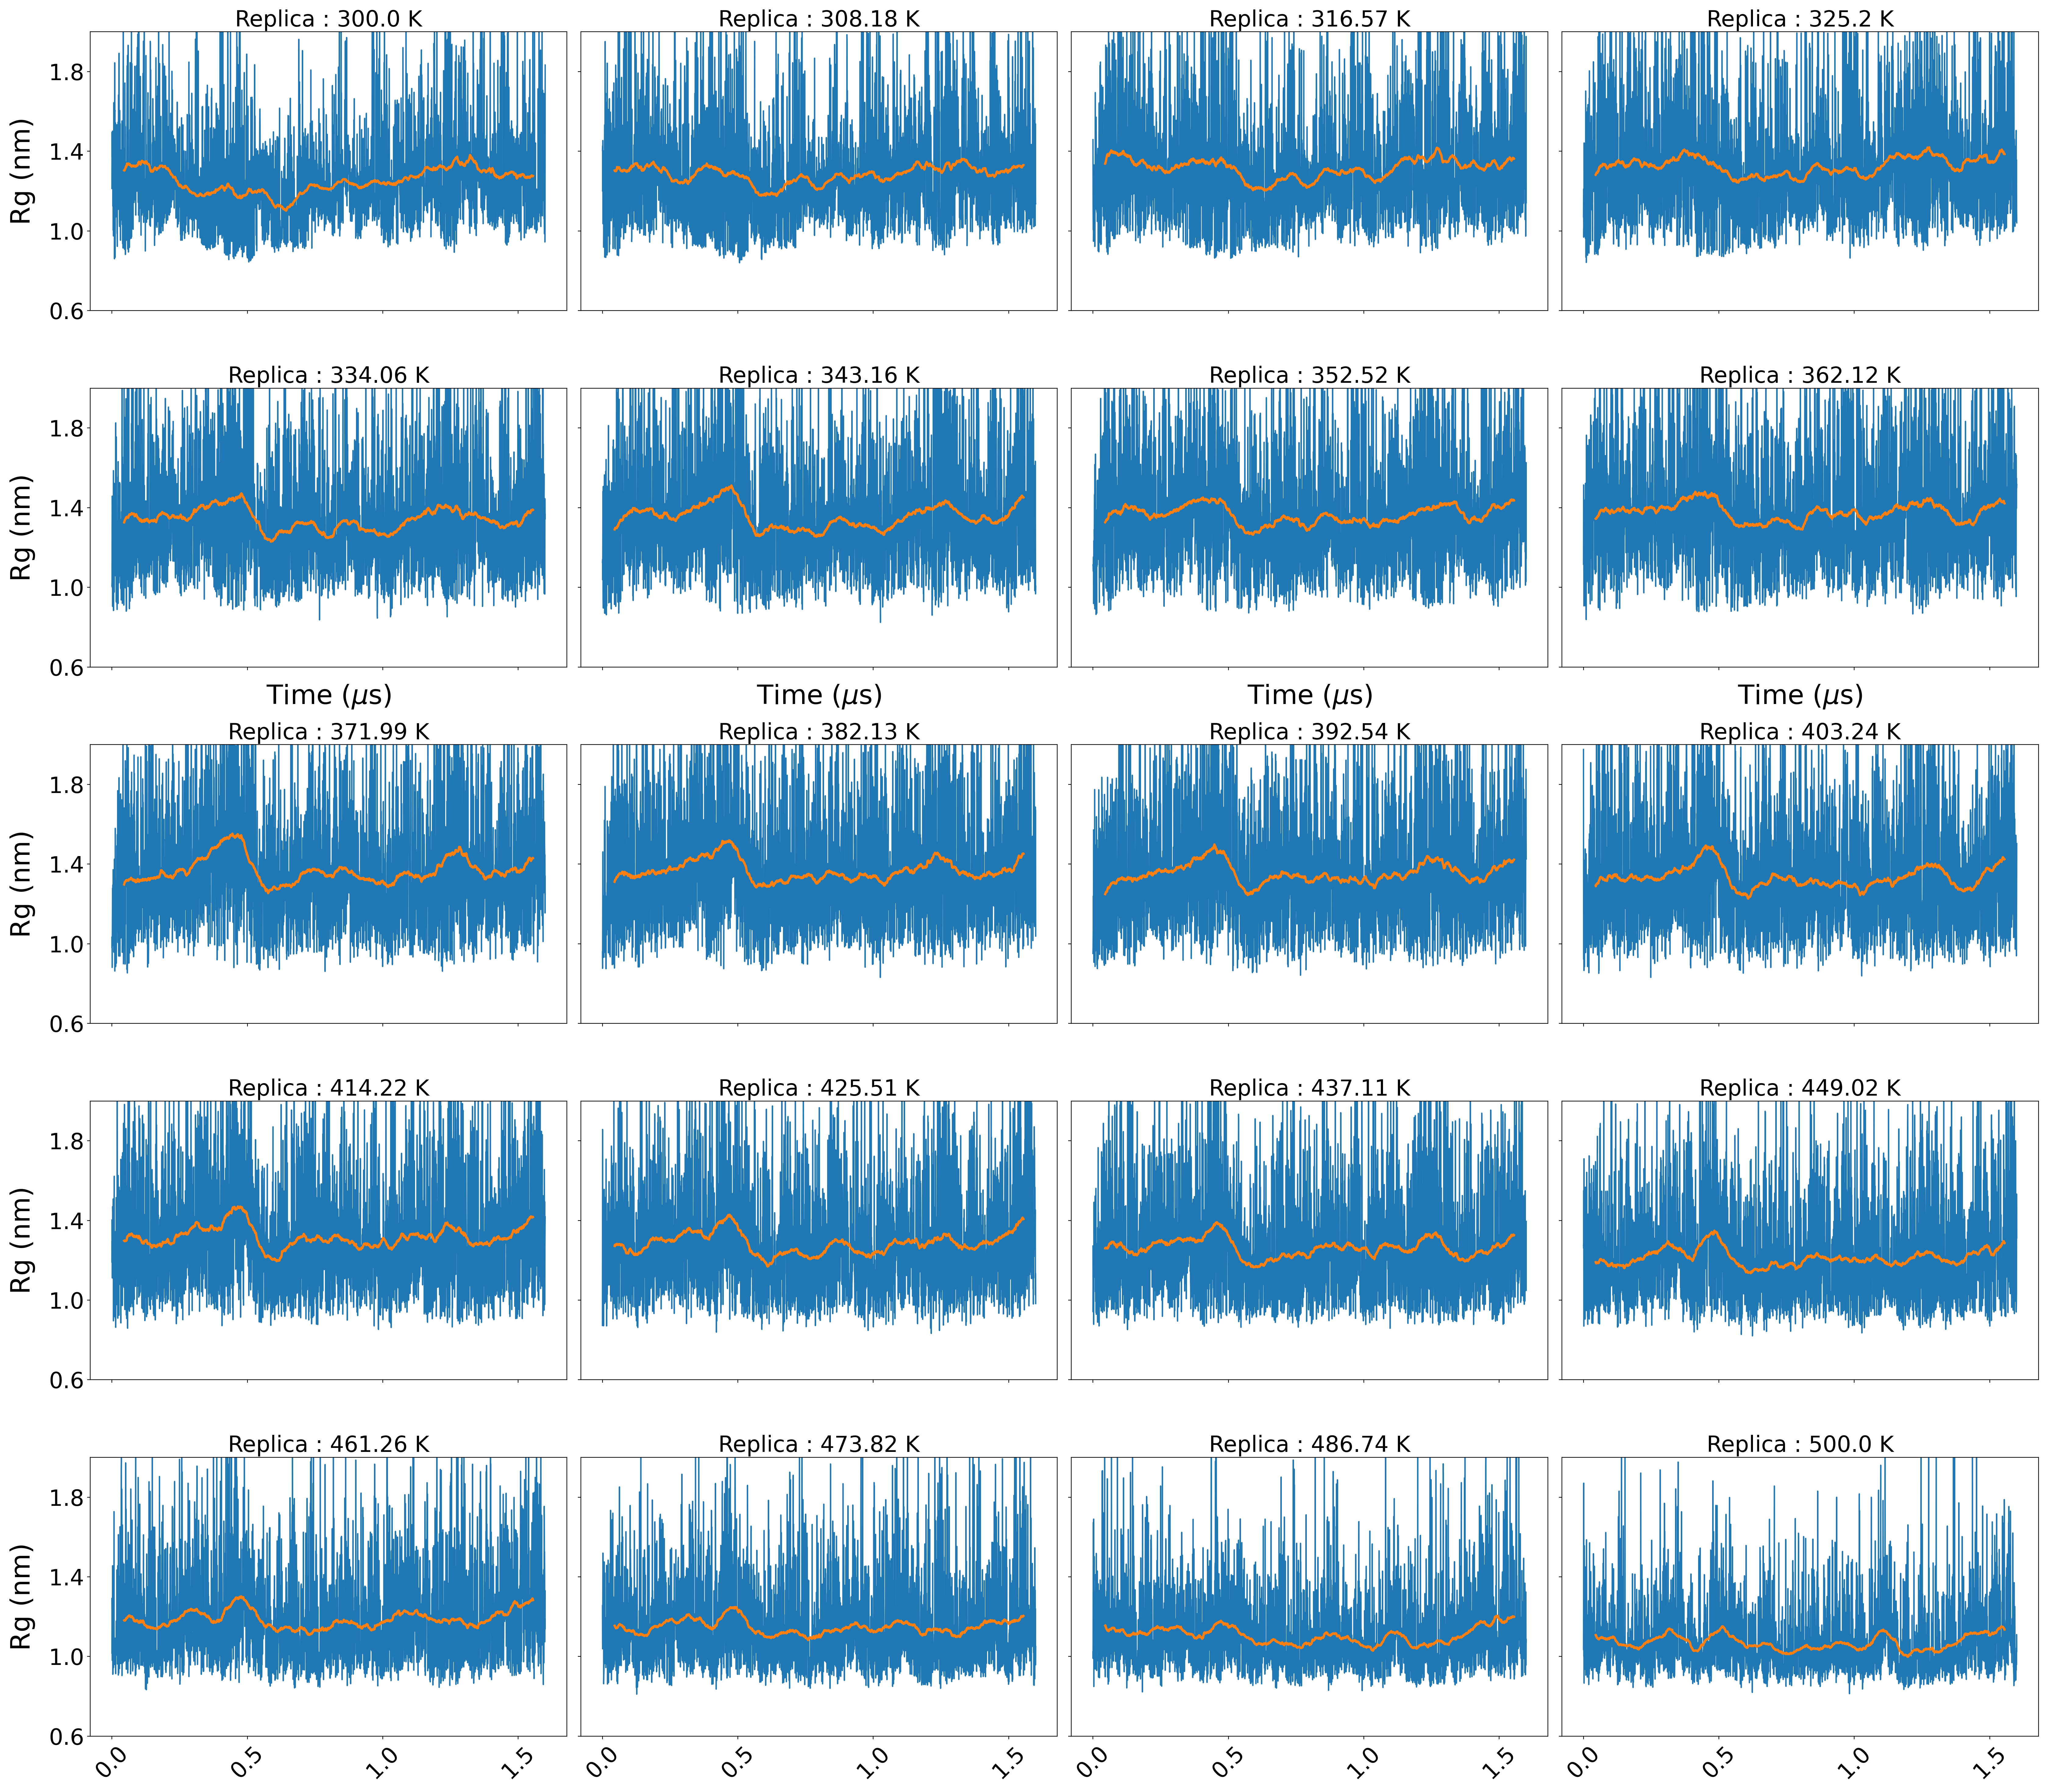 Replica : 300.0 K
Replica : 308.18 K
Replica : 316.57 K
Replica : 325.2 K
Rg (nm)
1.8
1.4
1.0
0.6
Replica : 334.06 K
Replica : 343.16 K
Replica : 352.52 K
Replica : 362.12 K
Rg (nm)
1.8
1.4
1.0
0.6
Time (μs)
Time (μs)
Time (μs)
Time (μs)
Replica : 371.99 K
Replica : 382.13 K
Replica : 392.54 K
Replica : 403.24 K
Rg (nm)
1.8
1.4
1.0
0.6
Replica : 414.22 K
Replica : 425.51 K
Replica : 437.11 K
Replica : 449.02 K
Rg (nm)
1.8
1.4
1.0
0.6
Replica : 461.26 K
Replica : 473.82 K
Replica : 486.74 K
Replica : 500.0 K
Rg (nm)
1.8
1.4
1.0
0.6
0.0 0.5 1.0 1.5
0.0 0.5 1.0 1.5
0.0 0.5 1.0 1.5
0.0 0.5 1.0 1.5